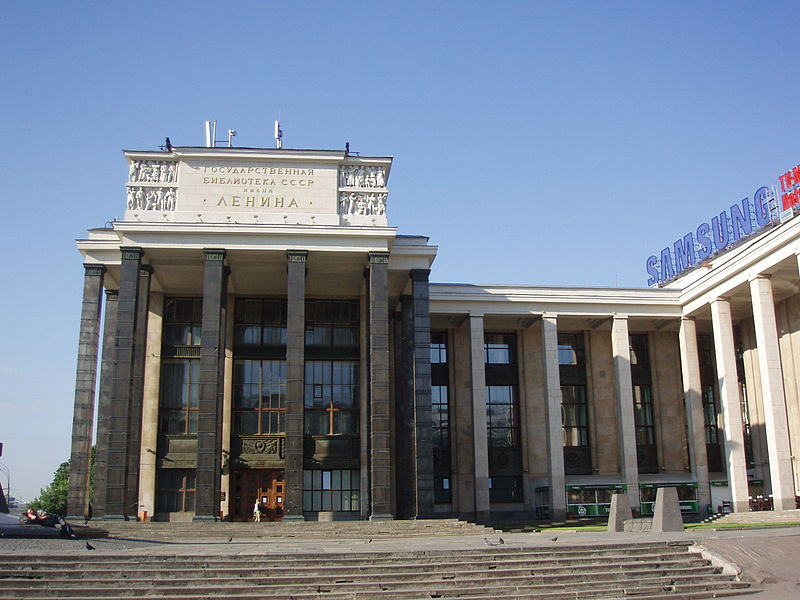 ГОСУДАРСТВЕННАЯ
БИБЛИОТЕКА СССР
ИМЕНИ
· ЛЕНИНА ·
SAMSUNG